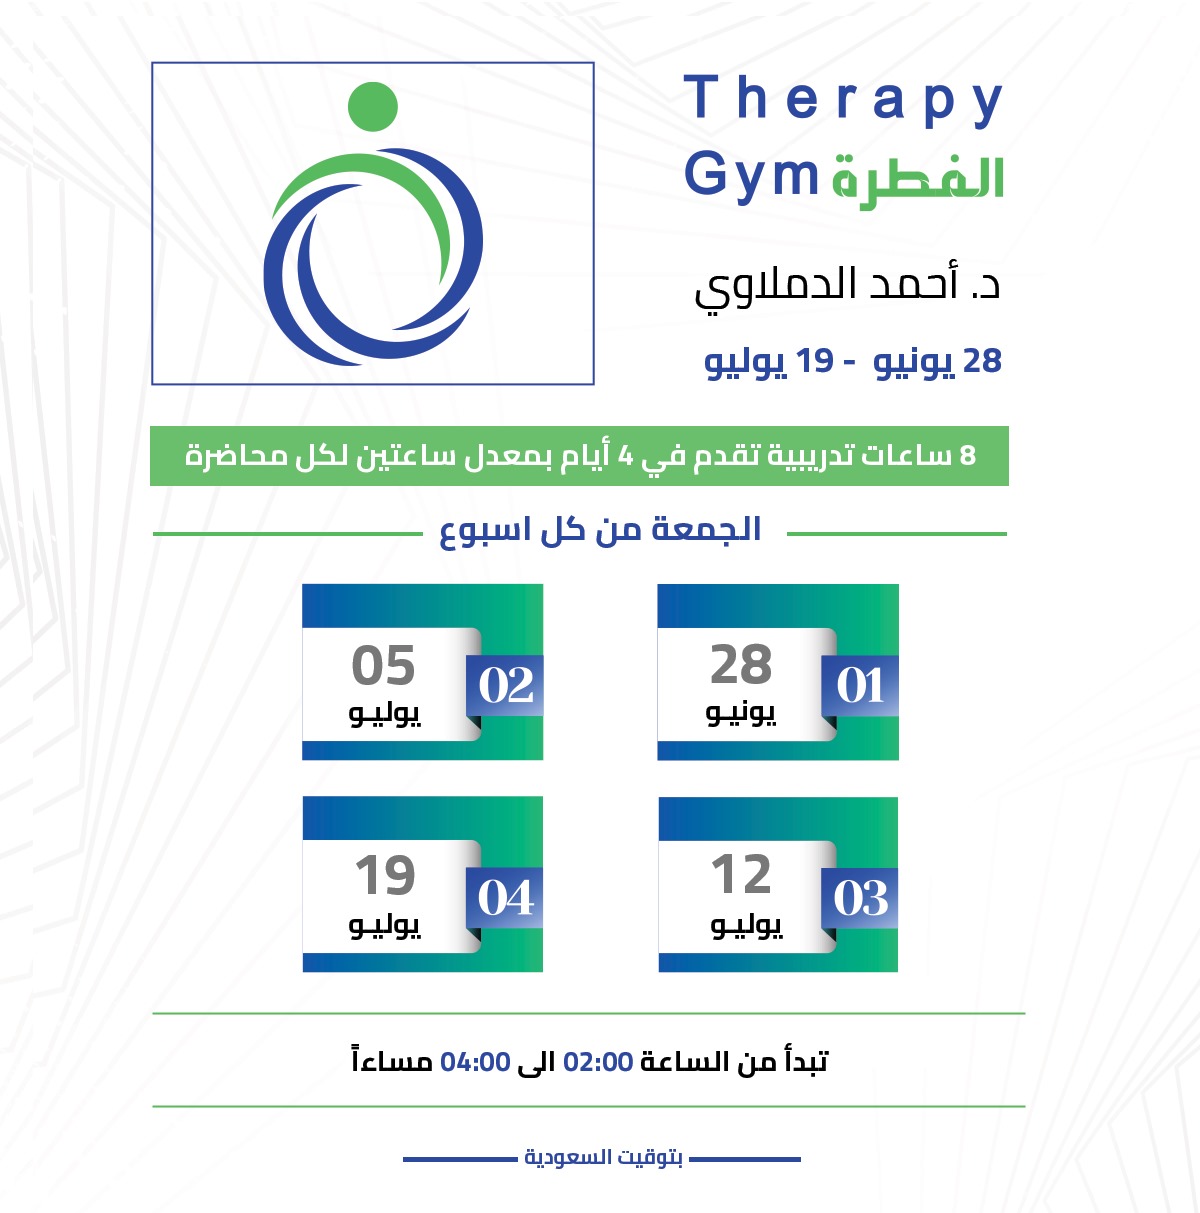 Therapy
Gym الفطرة
د. أحمد الدملاوي
28 يونيو - 19 يوليو
8 ساعات تدريبية تقدم في 4 أيام بمعدل ساعتين لكل محاضرة
الجمعة من كل اسبوع
01
28
يونيو
02
05
يوليو
03
12
يوليو
04
19
يوليو
تبدأ من الساعة 02:00 الى 04:00 مساءاً
بتوقيت السعودية